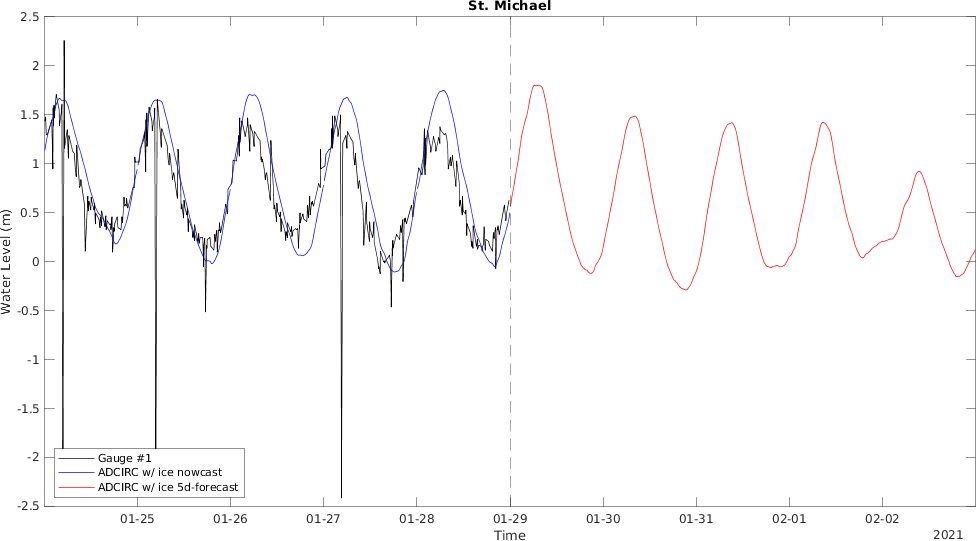 St. Michael
2.5
2
1.5
1
0.5
0
-0.5
-1
-1.5
-2
-2.5
Water Level (m)
Gauge #1
ADCIRC w/ ice nowcast
ADCIRC w/ ice 5d-forecast
01-25 01-26 01-27 01-28 01-29 01-30 01-31 02-01 02-02
Time
2021